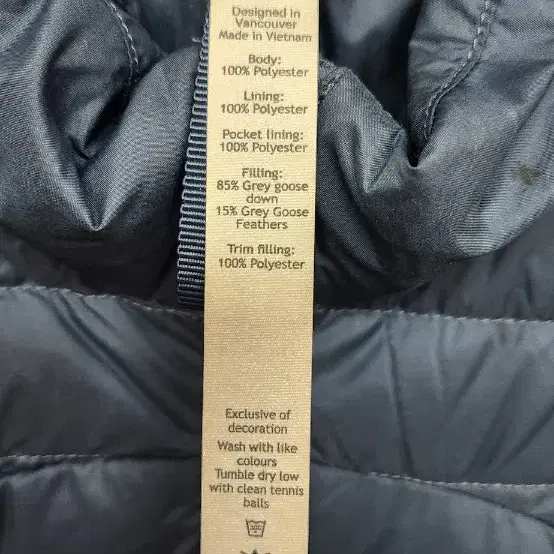 Designed in
Vancouver
Made in Vietnam
Body:
100% Polyester
Lining:
100% Polyester
Pocket lining:
100% Polyester
Filling:
85% Grey goose
down
15% Grey Goose
Feathers
Trim filling:
100% Polyester
Exclusive of
decoration
Wash with like
colours
Tumble dry low
with clean tennis
balls